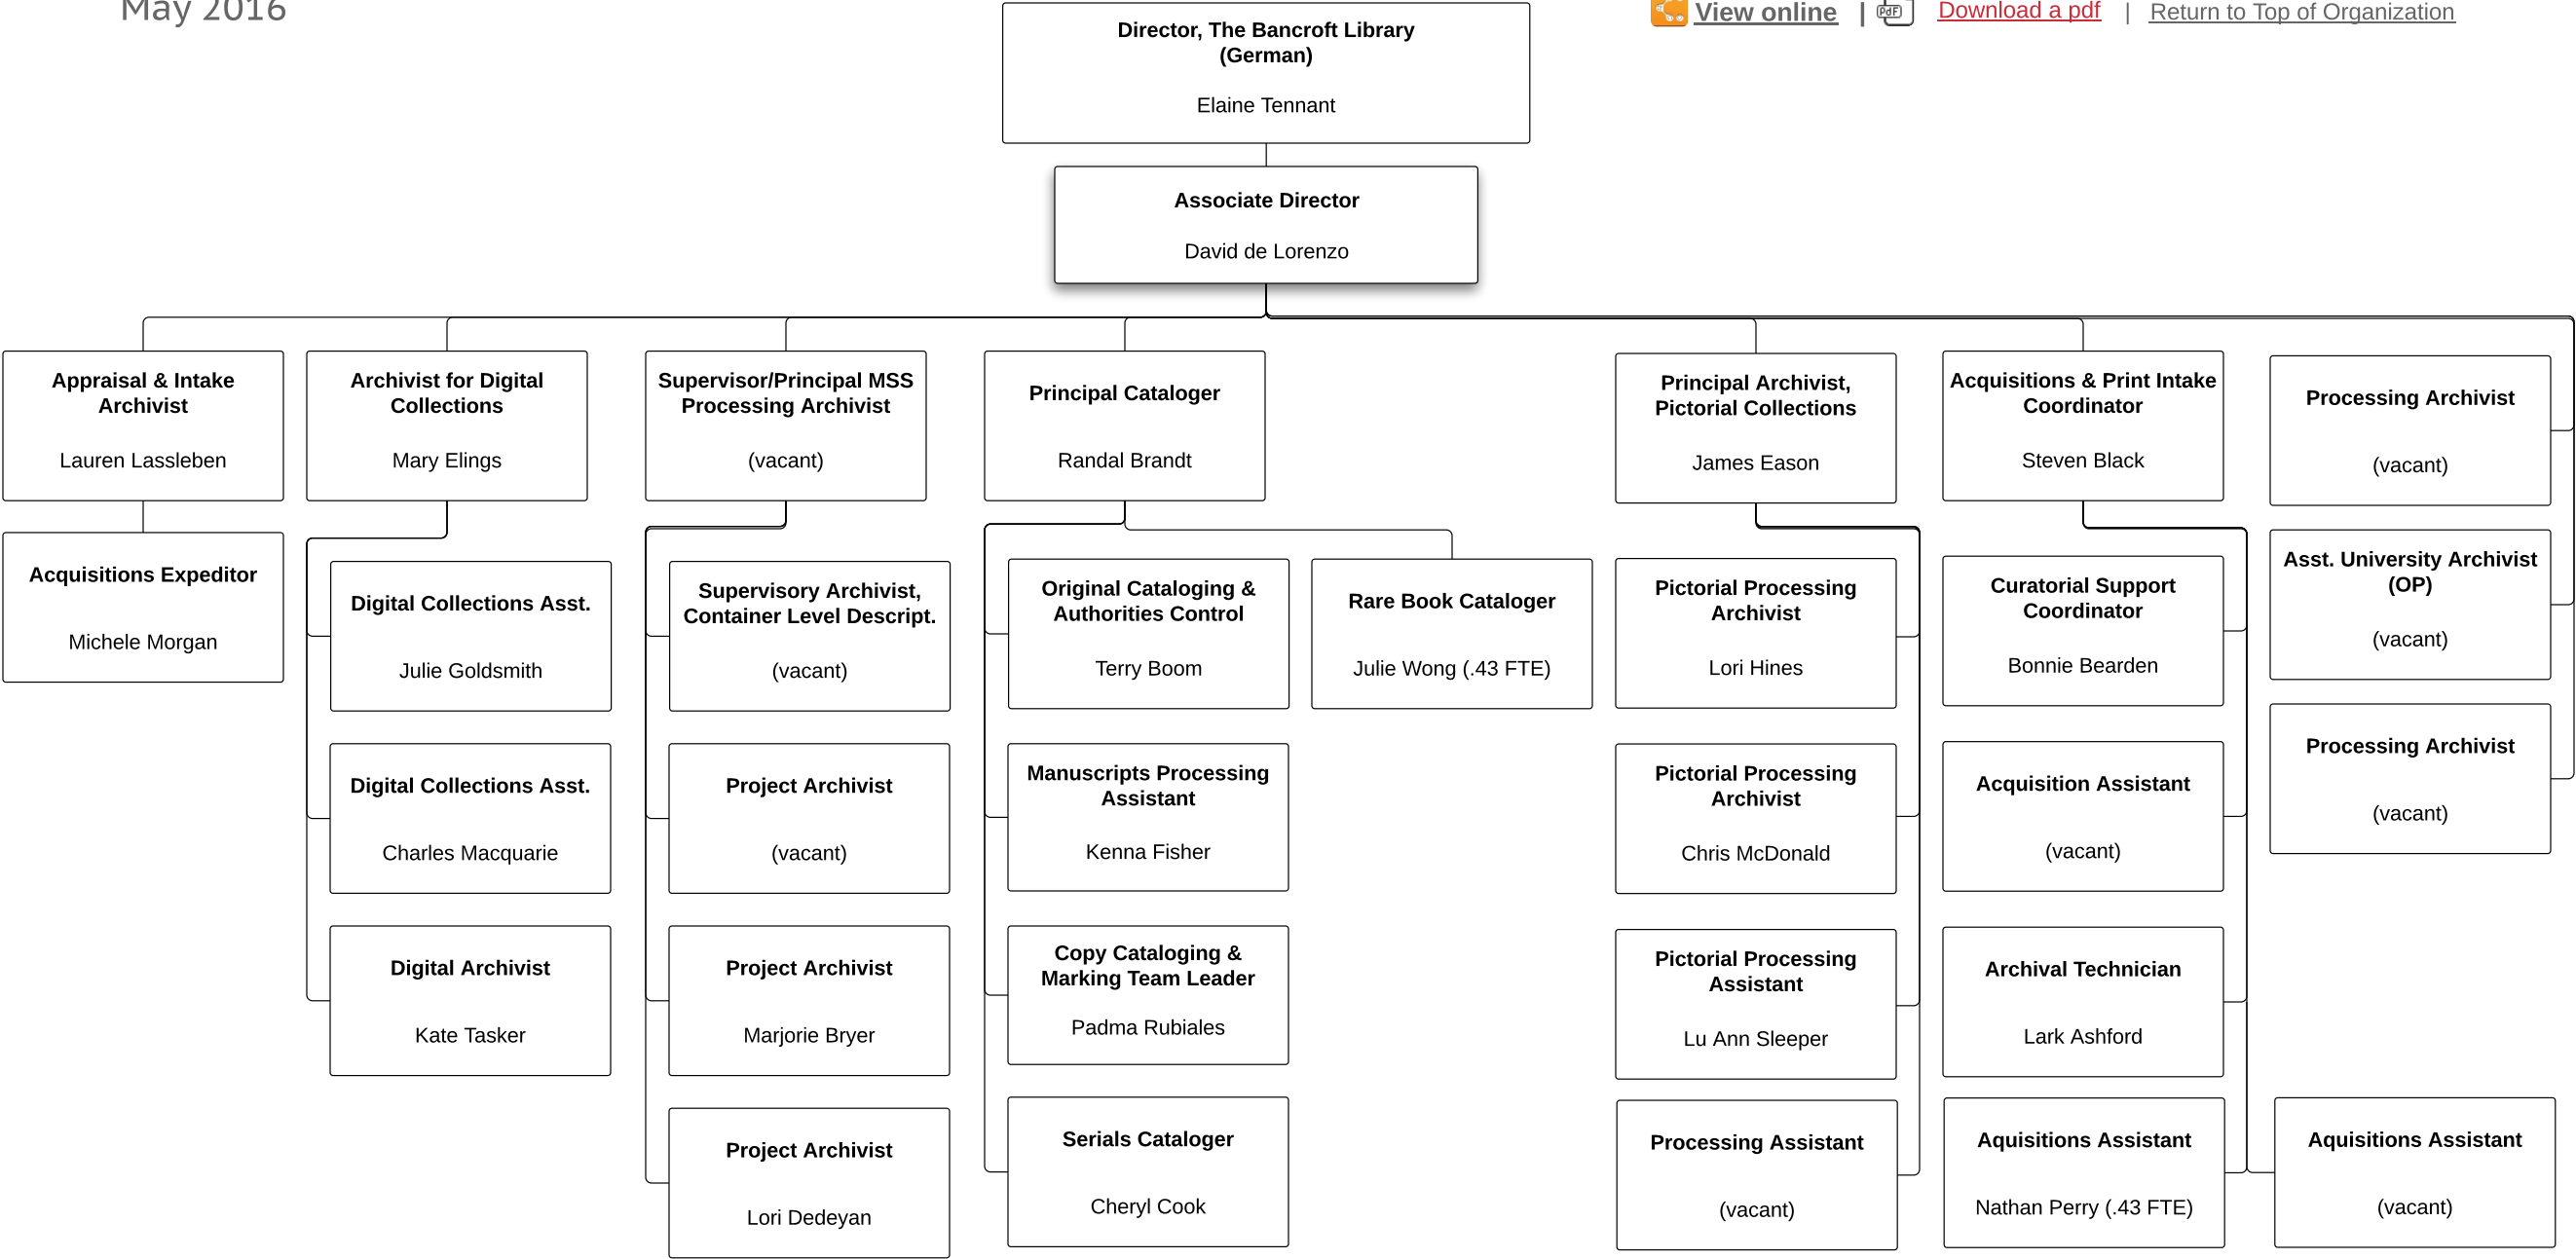 May 2016
View online | PDF Download a pdf | Return to Top of Organization
Director, The Bancroft Library
(German)
Elaine Tennant
Associate Director
David de Lorenzo
Appraisal & Intake
Archivist
Lauren Lassleben
Acquisitions Expeditor
Michele Morgan
Archivist for Digital
Collections
Mary Elings
Digital Collections Asst.
Julie Goldsmith
Digital Collections Asst.
Charles Macquarie
Digital Archivist
Kate Tasker
Supervisor/Principal MSS
Processing Archivist
(vacant)
Supervisory Archivist,
Container Level Descript.
(vacant)
Project Archivist
(vacant)
Project Archivist
Marjorie Bryer
Project Archivist
Lori Dedeyan
Principal Cataloger
Randal Brandt
Original Cataloging &
Authorities Control
Terry Boom
Manuscripts Processing
Assistant
Kenna Fisher
Copy Cataloging &
Marking Team Leader
Padma Rubiales
Serials Cataloger
Cheryl Cook
Rare Book Cataloger
Julie Wong (.43 FTE)
Principal Archivist,
Pictorial Collections
James Eason
Pictorial Processing
Archivist
Lori Hines
Pictorial Processing
Archivist
Chris McDonald
Pictorial Processing
Assistant
Lu Ann Sleeper
Processing Assistant
(vacant)
Acquisitions & Print Intake
Coordinator
Steven Black
Curatorial Support
Coordinator
Bonnie Bearden
Acquisition Assistant
(vacant)
Archival Technician
Lark Ashford
Aquisitions Assistant
Nathan Perry (.43 FTE)
Aquisitions Assistant
(vacant)
Processing Archivist
(vacant)
Asst. University Archivist
(OP)
(vacant)
Processing Archivist
(vacant)